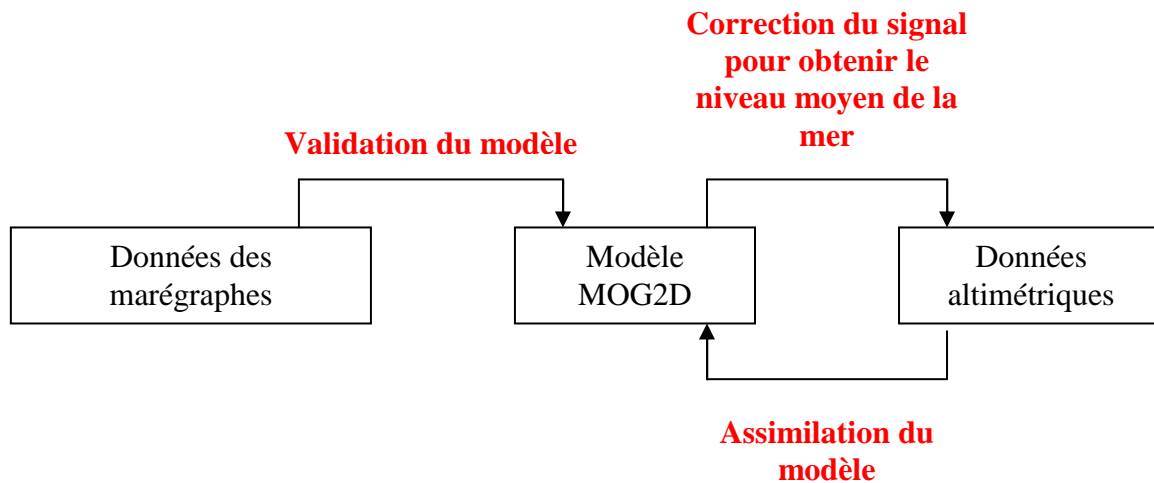 Correction du signal
pour obtenir le
niveau moyen de la
mer
Validation du modèle
Données des
marégraphes
Modèle
MOG2D
Données
altimétriques
Assimilation du
modèle